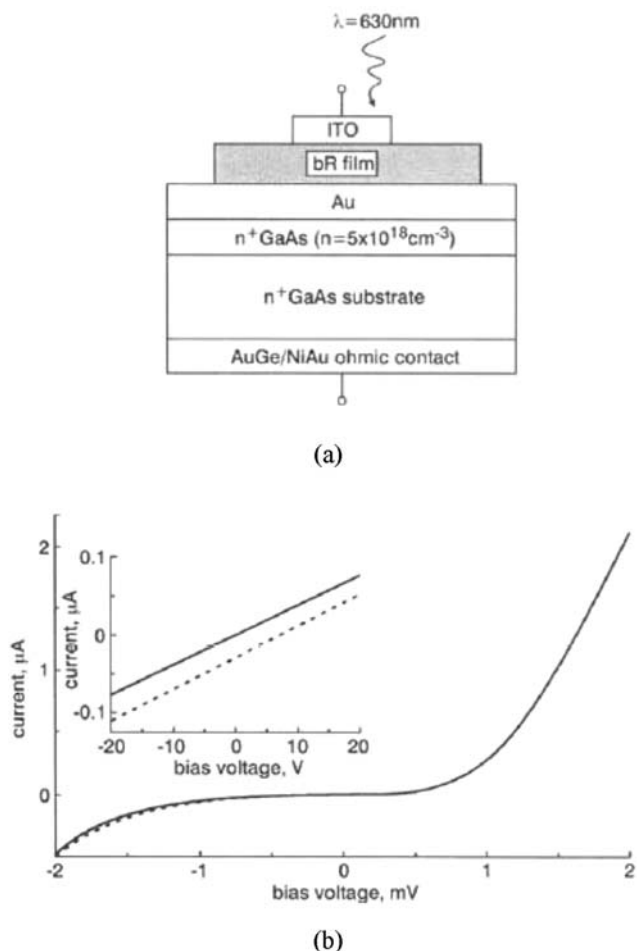 λ=630nm
ITO
bR film
Au
n⁺GaAs (n=5x10¹⁸cm⁻³)
n⁺GaAs substrate
AuGe/NiAu ohmic contact
(a)
current, μA
2
1
0
-2
-1
0
1
2
bias voltage, mV
current, μA
0.1
0
-0.1
-20
-10
0
10
20
bias voltage, V
(b)